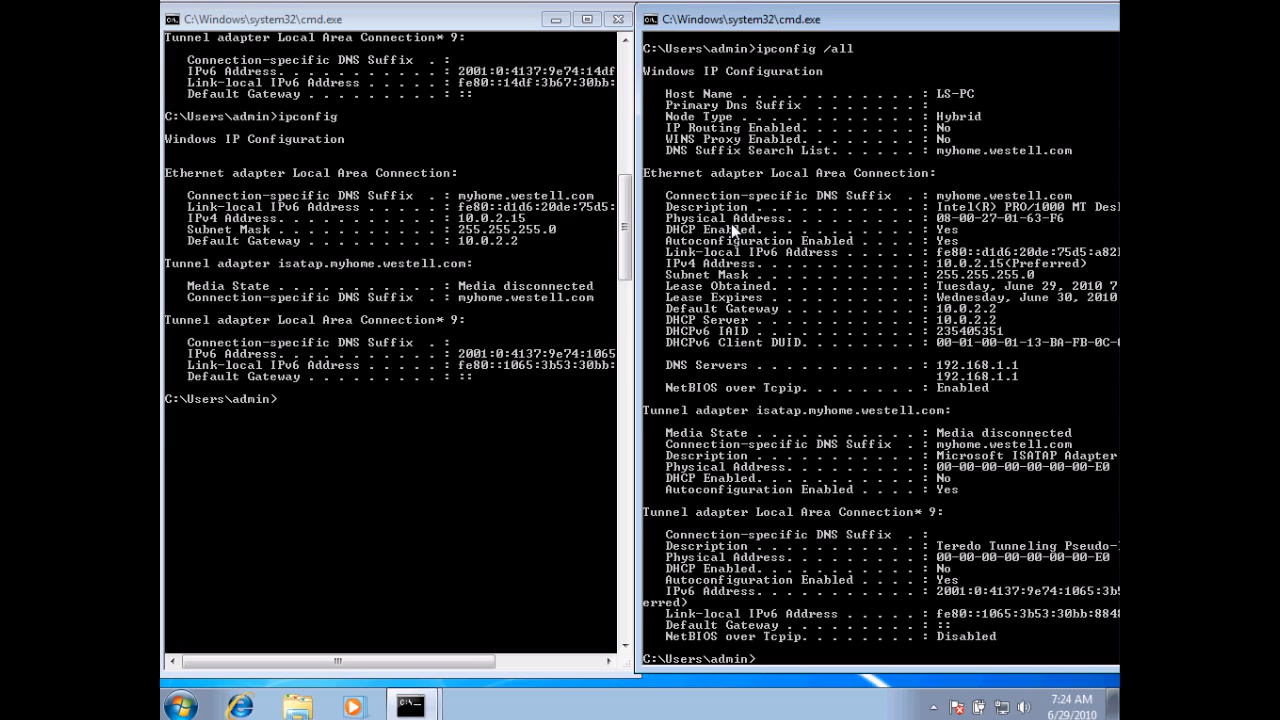 C:\Windows\system32\cmd.exe
Tunnel adapter Local Area Connection* 9:
Connection-specific DNS Suffix . :
IPv6 Address. . . . . . . . . . . : 2001:0:4137:9e74:14df
Link-local IPv6 Address . . . . . : fe80::14df:3b67:30bb:
Default Gateway . . . . . . . . . : ::
C:\Users\admin>ipconfig
Windows IP Configuration
Ethernet adapter Local Area Connection:
Connection-specific DNS Suffix . : myhome.westell.com
Link-local IPv6 Address . . . . . : fe80::d1d6:20de:75d5:
IPv4 Address. . . . . . . . . . . : 10.0.2.15
Subnet Mask . . . . . . . . . . . : 255.255.255.0
Default Gateway . . . . . . . . . : 10.0.2.2
Tunnel adapter isatap.myhome.westell.com:
Media State . . . . . . . . . . . : Media disconnected
Connection-specific DNS Suffix . : myhome.westell.com
Tunnel adapter Local Area Connection* 9:
Connection-specific DNS Suffix . :
IPv6 Address. . . . . . . . . . . : 2001:0:4137:9e74:1065
Link-local IPv6 Address . . . . . : fe80::1065:3b53:30bb:
Default Gateway . . . . . . . . . : ::
C:\Users\admin>
C:\Windows\system32\cmd.exe
C:\Users\admin>ipconfig /all
Windows IP Configuration
Host Name . . . . . . . . . . . . : LS-PC
Primary Dns Suffix . . . . . . . :
Node Type . . . . . . . . . . . . : Hybrid
IP Routing Enabled. . . . . . . . : No
WINS Proxy Enabled. . . . . . . . : No
DNS Suffix Search List. . . . . . : myhome.westell.com
Ethernet adapter Local Area Connection:
Connection-specific DNS Suffix . : myhome.westell.com
Description . . . . . . . . . . . : Intel(R) PRO/1000 MT Des
Physical Address. . . . . . . . . : 08-00-27-01-63-F6
DHCP Enabled. . . . . . . . . . . : Yes
Autoconfiguration Enabled . . . . : Yes
Link-local IPv6 Address . . . . . : fe80::d1d6:20de:75d5:a82
IPv4 Address. . . . . . . . . . . : 10.0.2.15(Preferred)
Subnet Mask . . . . . . . . . . . : 255.255.255.0
Lease Obtained. . . . . . . . . . : Tuesday, June 29, 2010 7
Lease Expires . . . . . . . . . . : Wednesday, June 30, 2010
Default Gateway . . . . . . . . . : 10.0.2.2
DHCP Server . . . . . . . . . . . : 10.0.2.2
DHCPv6 IAID . . . . . . . . . . . : 235405351
DHCPv6 Client DUID. . . . . . . . : 00-01-00-01-13-BA-FB-0C-
DNS Servers . . . . . . . . . . . : 192.168.1.1
192.168.1.1
NetBIOS over Tcpip. . . . . . . . : Enabled
Tunnel adapter isatap.myhome.westell.com:
Media State . . . . . . . . . . . : Media disconnected
Connection-specific DNS Suffix . : myhome.westell.com
Description . . . . . . . . . . . : Microsoft ISATAP Adapter
Physical Address. . . . . . . . . : 00-00-00-00-00-00-00-E0
DHCP Enabled. . . . . . . . . . . : No
Autoconfiguration Enabled . . . . : Yes
Tunnel adapter Local Area Connection* 9:
Connection-specific DNS Suffix . :
Description . . . . . . . . . . . : Teredo Tunneling Pseudo-
Physical Address. . . . . . . . . : 00-00-00-00-00-00-00-E0
DHCP Enabled. . . . . . . . . . . : No
Autoconfiguration Enabled . . . . : Yes
IPv6 Address. . . . . . . . . . . : 2001:0:4137:9e74:1065:3b5
erred)
Link-local IPv6 Address . . . . . : fe80::1065:3b53:30bb:884
Default Gateway . . . . . . . . . : ::
NetBIOS over Tcpip. . . . . . . . : Disabled
C:\Users\admin>
7:24 AM
6/29/2010